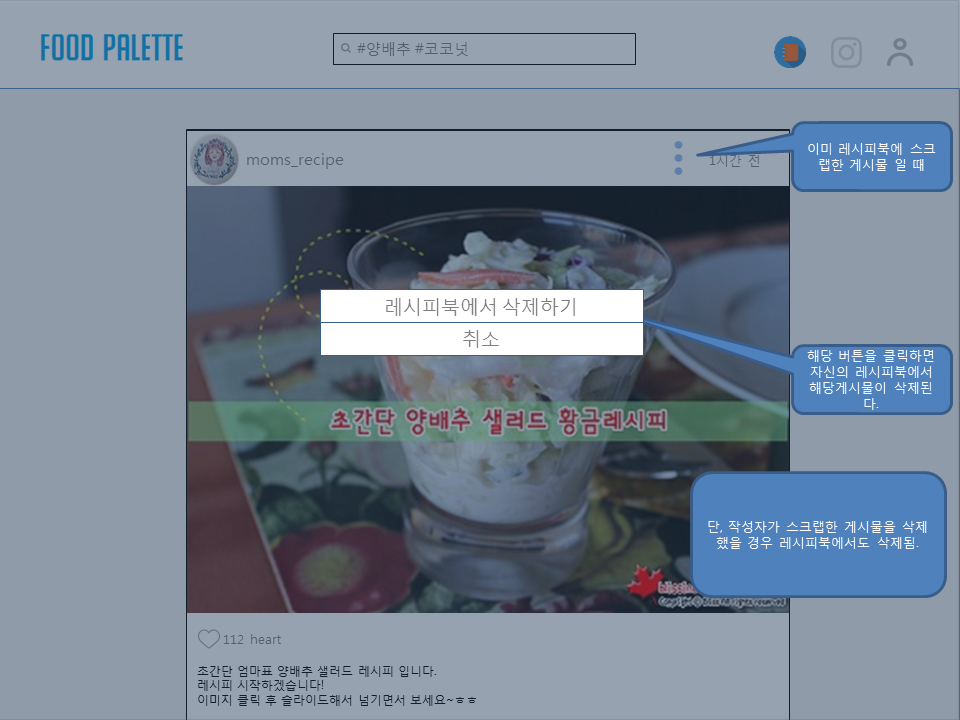 FOOD PALETTE
#양배추 #코코넛
moms_recipe
1시간 전
이미 레시피북에 스크
랩한 게시물 일 때
레시피북에서 삭제하기
취소
해당 버튼을 클릭하면
자신의 레시피북에서
해당게시물이 삭제된
다.
초간단 양배추 샐러드 황금레시피
단, 작성자가 스크랩한 게시물을 삭제
했을 경우 레시피북에서도 삭제됨.
112 heart
초간단 엄마표 양배추 샐러드 레시피 입니다.
레시피 시작하겠습니다!
이미지 클릭 후 슬라이드해서 넘기면서 보세요~ㅎㅎ